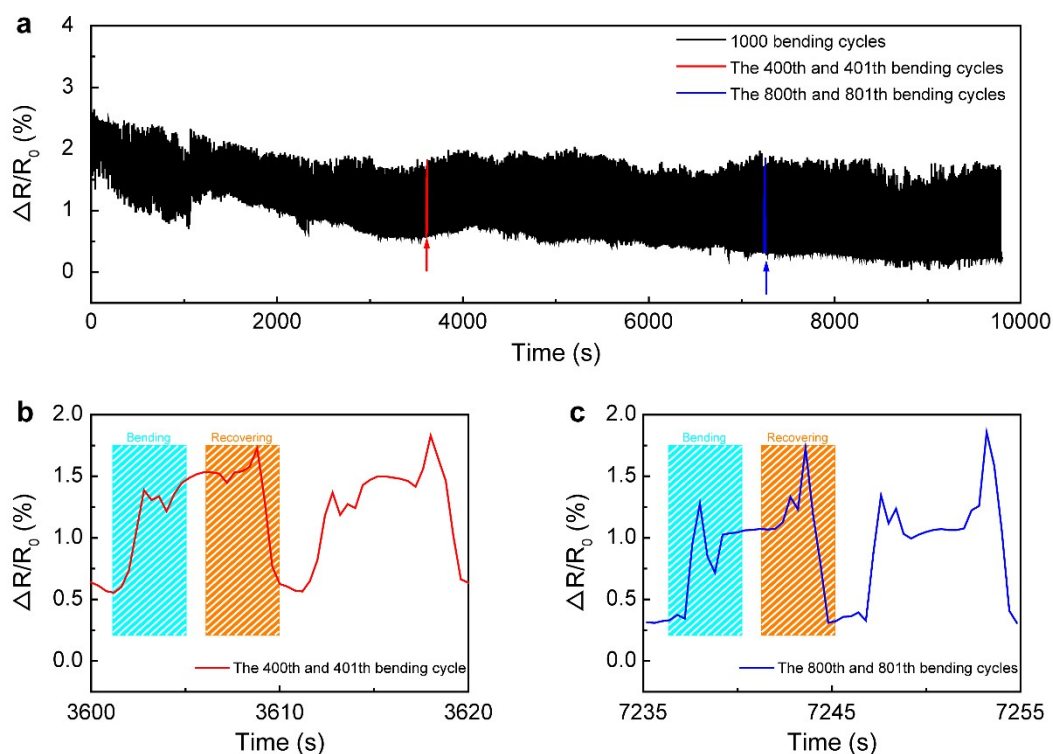 a
4
3
2
1
0
ΔR/R₀ (%)
1000 bending cycles
The 400th and 401th bending cycles
The 800th and 801th bending cycles
0 2000 4000 6000 8000 10000
Time (s)
b
2.0
1.5
1.0
0.5
0.0
ΔR/R₀ (%)
Bending Recovering
The 400th and 401th bending cycle
3600 3610 3620
Time (s)
c
2.0
1.5
1.0
0.5
0.0
ΔR/R₀ (%)
Bending Recovering
The 800th and 801th bending cycles
7235 7245 7255
Time (s)